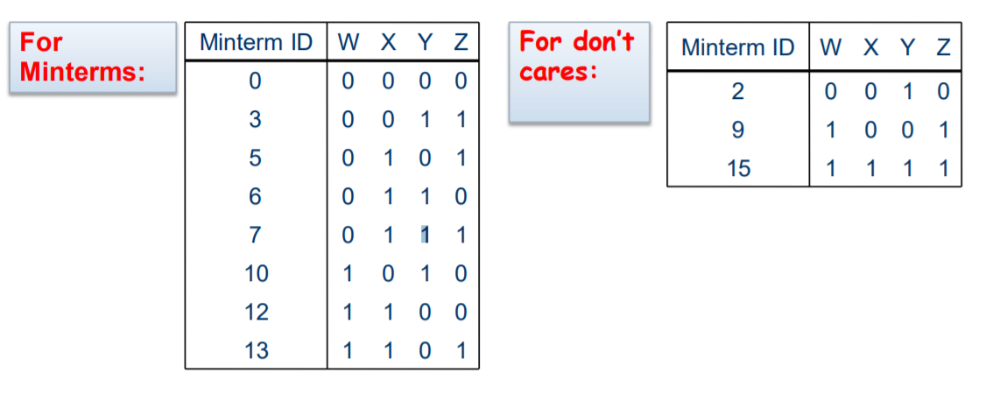 For
Minterms:
Minterm ID W X Y Z
0 0 0 0 0
3 0 0 1 1
5 0 1 0 1
6 0 1 1 0
7 0 1 1 1
10 1 0 1 0
12 1 1 0 0
13 1 1 0 1
For don't
cares:
Minterm ID W X Y Z
2 0 0 1 0
9 1 0 0 1
15 1 1 1 1